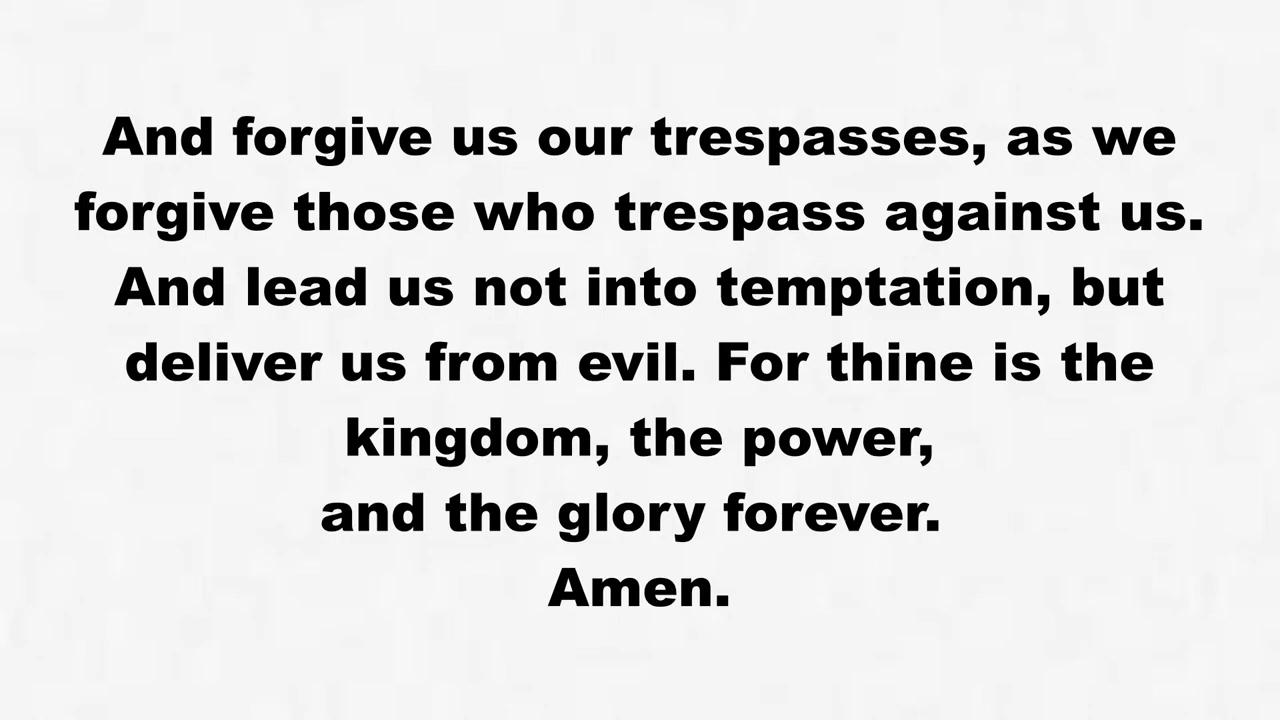 And forgive us our trespasses, as we
forgive those who trespass against us.
And lead us not into temptation, but
deliver us from evil. For thine is the
kingdom, the power,
and the glory forever.
Amen.